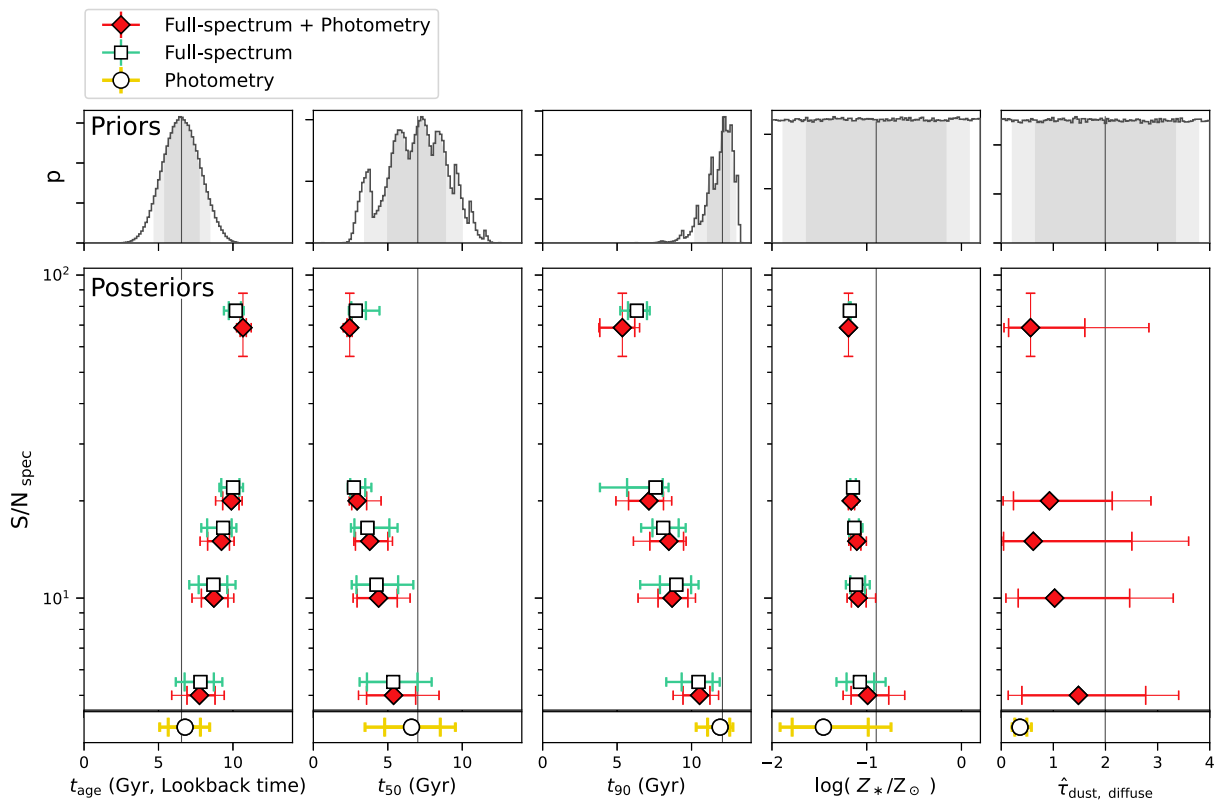 Full-spectrum + Photometry
Full-spectrum
Photometry
Priors
p
Posteriors
10²
10¹
S/N spec
0 5 10
0 5 10
0 5 10
−2 −1 0
0 1 2 3 4
t_age (Gyr, Lookback time)
t_50 (Gyr)
t_90 (Gyr)
log( Z_*/Z_⊙ )
τ̂_dust, diffuse